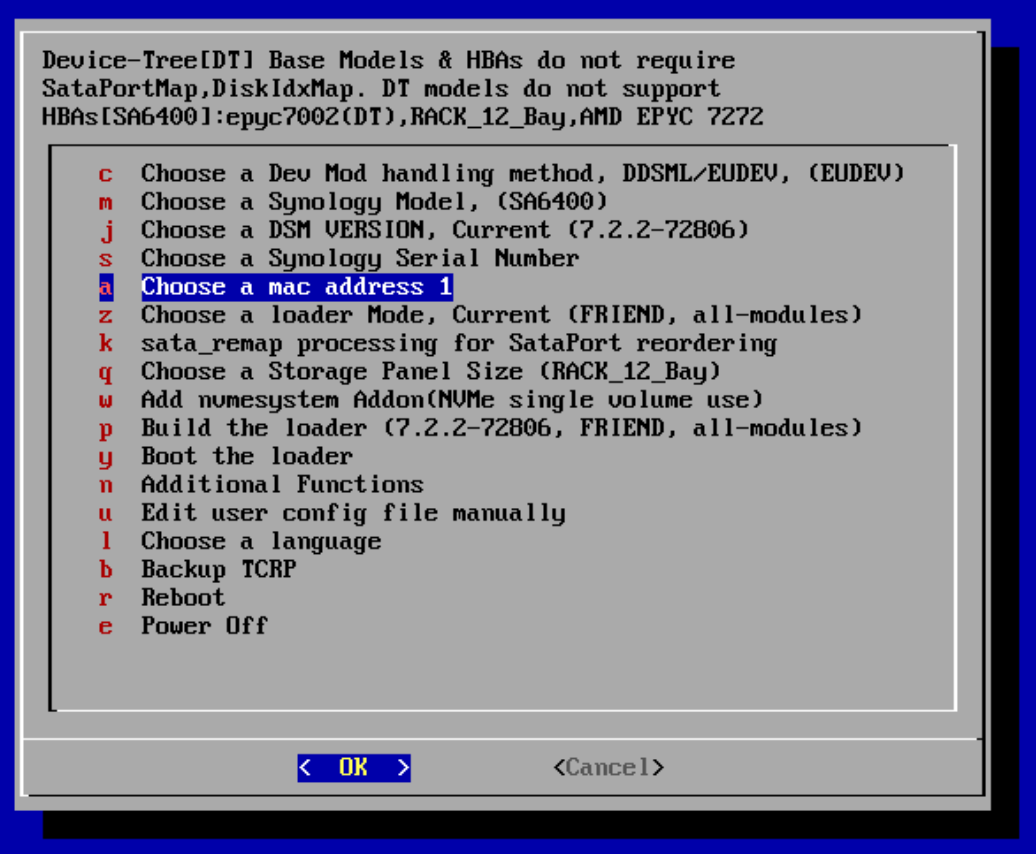 Device-Tree[DT] Base Models & HBAs do not require
SataPortMap,DiskIdxMap. DT models do not support
HBAs[SA6400]:epyc7002(DT),RACK_12_Bay,AMD EPYC 7272
c Choose a Dev Mod handling method, DDSML/EUDEV, (EUDEV)
m Choose a Synology Model, (SA6400)
j Choose a DSM VERSION, Current (7.2.2-72806)
s Choose a Synology Serial Number
a Choose a mac address 1
z Choose a loader Mode, Current (FRIEND, all-modules)
k sata_remap processing for SataPort reordering
q Choose a Storage Panel Size (RACK_12_Bay)
w Add nvmesystem Addon(NVMe single volume use)
p Build the loader (7.2.2-72806, FRIEND, all-modules)
y Boot the loader
n Additional Functions
u Edit user config file manually
l Choose a language
b Backup TCRP
r Reboot
e Power Off
< OK > <Cancel>